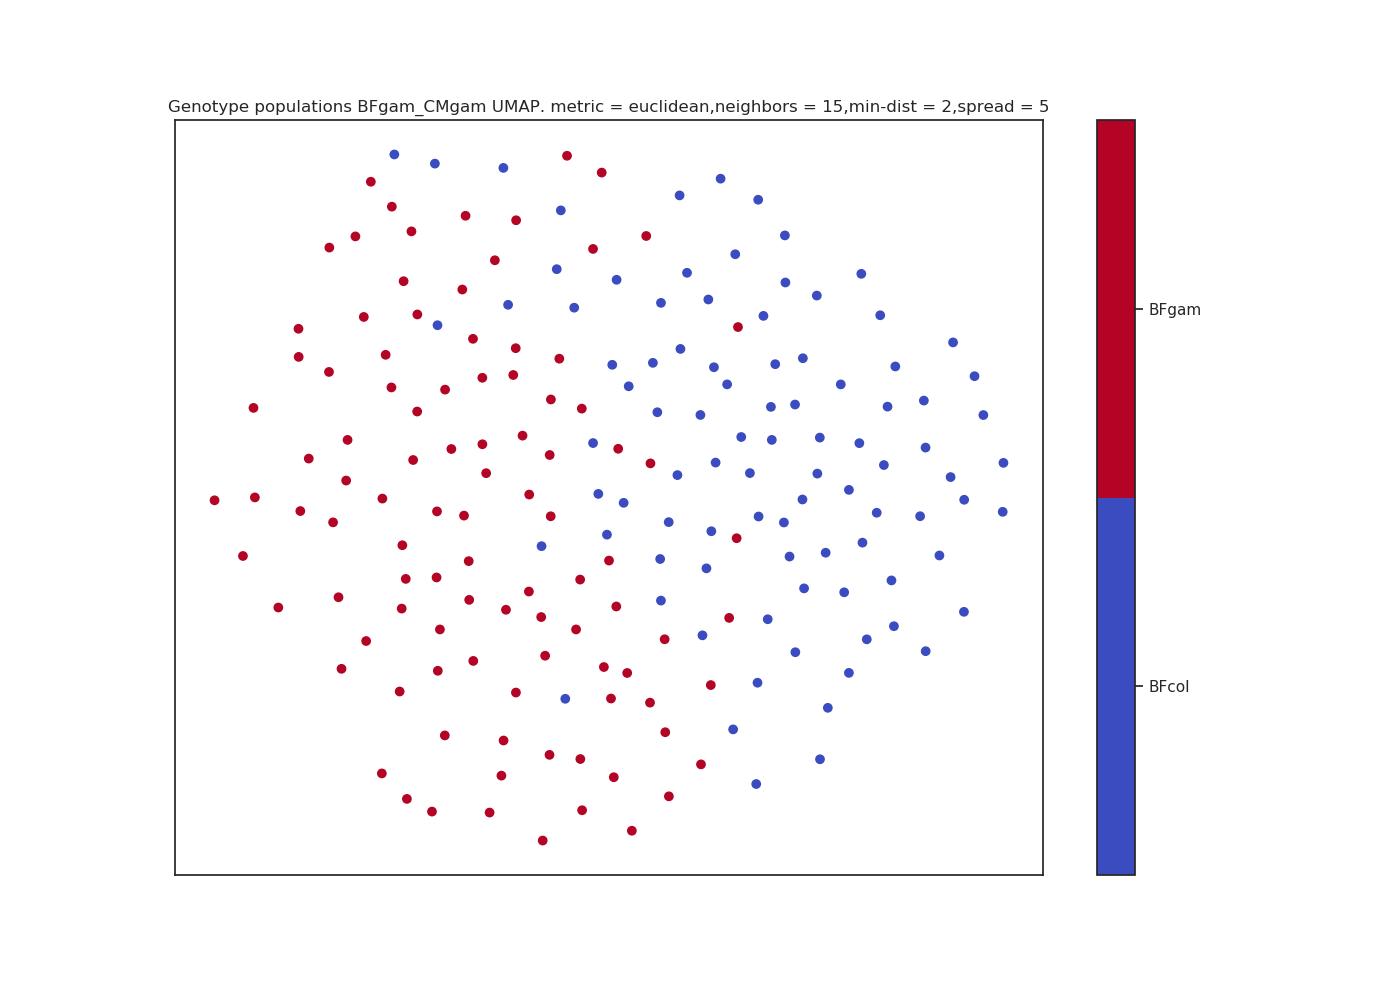 Genotype populations BFgam_CMgam UMAP. metric = euclidean,neighbors = 15,min-dist = 2,spread = 5
BFgam
BFcol